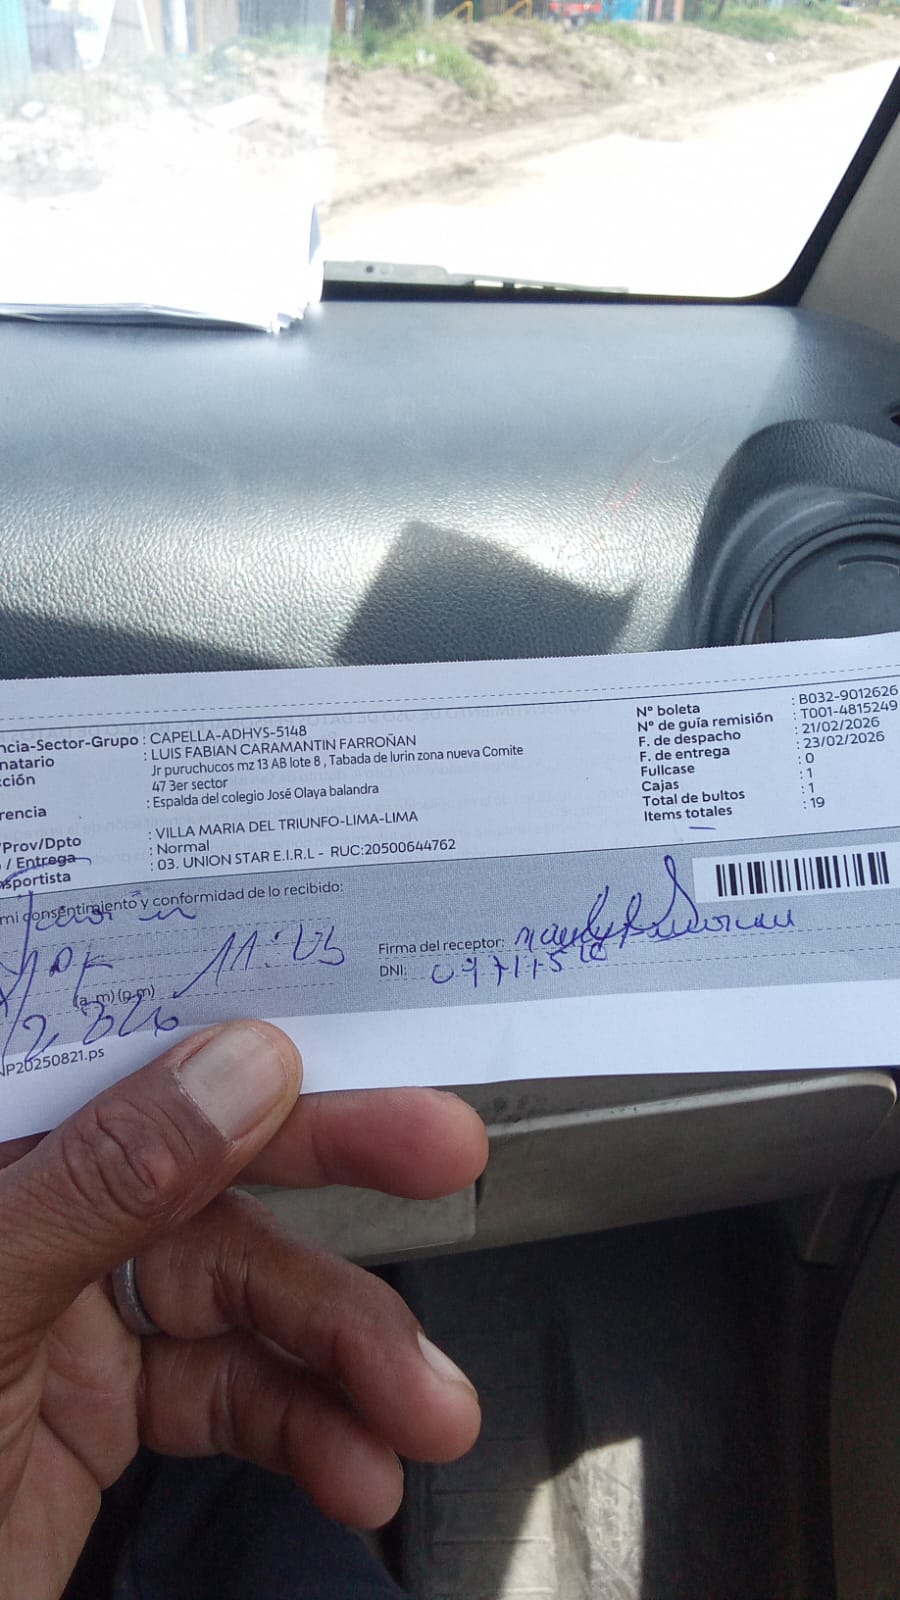 ncia-Sector-Grupo : CAPELLA-ADHYS-5148
natario : LUIS FABIAN CARAMANTIN FARROÑAN
cción Jr puruchucos mz 13 AB lote 8 , Tabada de lurin zona nueva Comite
47 3er sector
rencia : Espalda del colegio José Olaya balandra
/Prov/Dpto : VILLA MARIA DEL TRIUNFO-LIMA-LIMA
/ Entrega : Normal
nsportista : 03. UNION STAR E.I.R.L - RUC:20500644762
N° boleta : B032-9012626
N° de guía remisión : T001-4815249
F. de despacho : 21/02/2026
F. de entrega : 23/02/2026
Fullcase : 0
Cajas : 1
Total de bultos : 1
Items totales : 19
mi consentimiento y conformidad de lo recibido:
11:03
(a.m) (p.m)
Firma del receptor:
DNI:
P20250821.ps